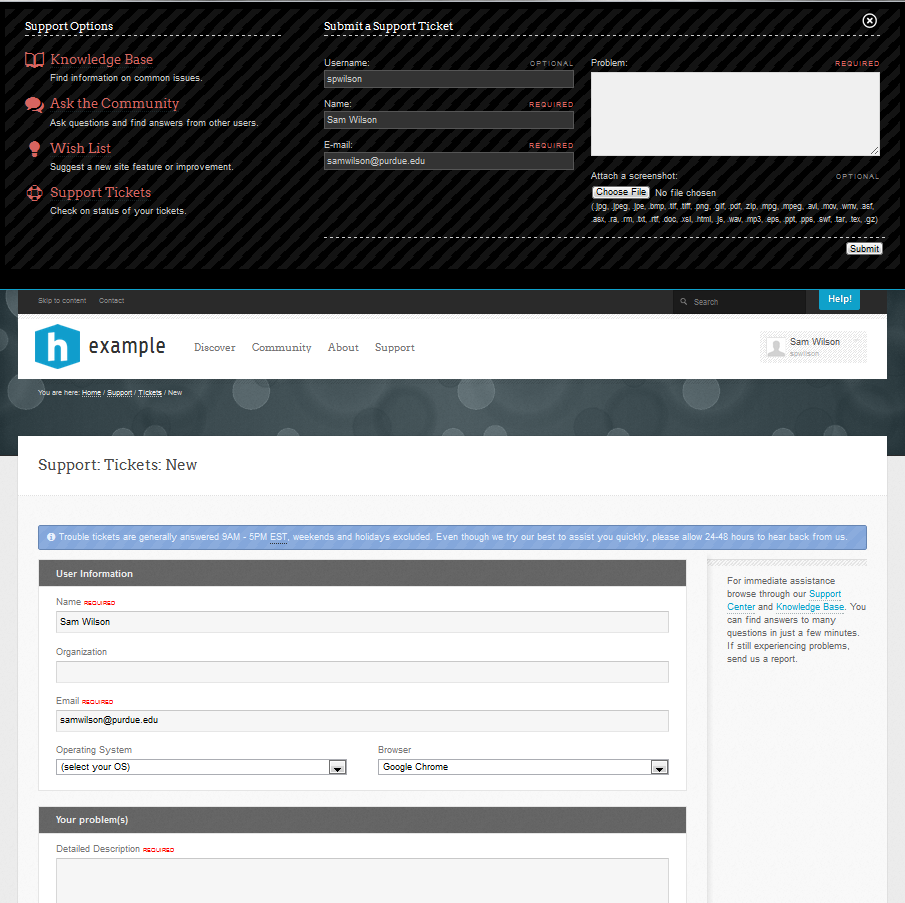 Support Options
Knowledge Base
Find information on common issues.
Ask the Community
Ask questions and find answers from other users.
Wish List
Suggest a new site feature or improvement.
Support Tickets
Check on status of your tickets.
Submit a Support Ticket
Username: OPTIONAL
spwilson
Name: REQUIRED
Sam Wilson
E-mail: REQUIRED
samwilson@purdue.edu
Problem: REQUIRED
Attach a screenshot: OPTIONAL
Choose File No file chosen
(.jpg, .jpeg, .jpe, .bmp, .tif, .tiff, .png, .gif, .pdf, .zip, .mpg, .mpeg, .avi, .mov, .wmv, .asf,
.asx, .ra, .rm, .txt, .rtf, .doc, .xsl, .html, .js, .wav, .mp3, .eps, .ppt, .pps, .swf, .tar, .tex, .gz)
Submit
Skip to content Contact
Search
Help!
h example
Discover Community About Support
Sam Wilson
spwilson
You are here: Home / Support / Tickets / New
Support: Tickets: New
Trouble tickets are generally answered 9AM - 5PM EST, weekends and holidays excluded. Even though we try our best to assist you quickly, please allow 24-48 hours to hear back from us.
User Information
Name REQUIRED
Sam Wilson
Organization
Email REQUIRED
samwilson@purdue.edu
Operating System Browser
(select your OS) Google Chrome
Your problem(s)
Detailed Description REQUIRED
For immediate assistance
browse through our Support
Center and Knowledge Base. You
can find answers to many
questions in just a few minutes.
If still experiencing problems,
send us a report.